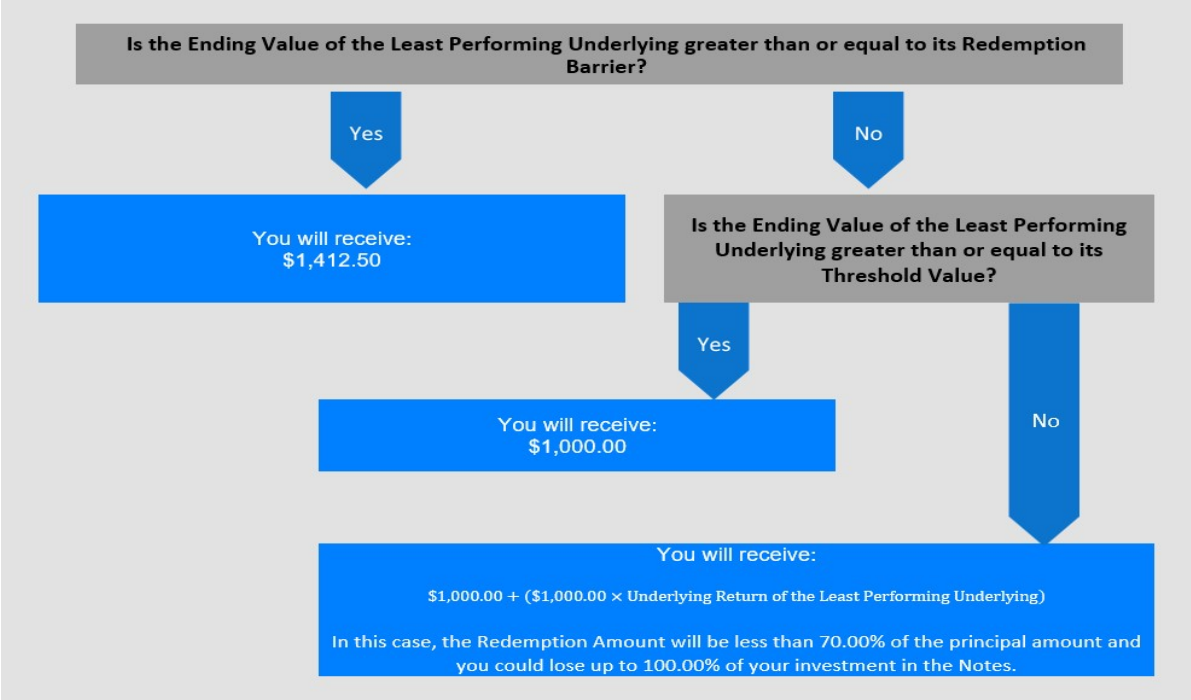 Is the Ending Value of the Least Performing Underlying greater than or equal to its Redemption
Barrier?
Yes
No
You will receive:
$1,412.50
Is the Ending Value of the Least Performing
Underlying greater than or equal to its
Threshold Value?
Yes
No
You will receive:
$1,000.00
You will receive:
$1,000.00 + ($1,000.00 × Underlying Return of the Least Performing Underlying)
In this case, the Redemption Amount will be less than 70.00% of the principal amount and
you could lose up to 100.00% of your investment in the Notes.